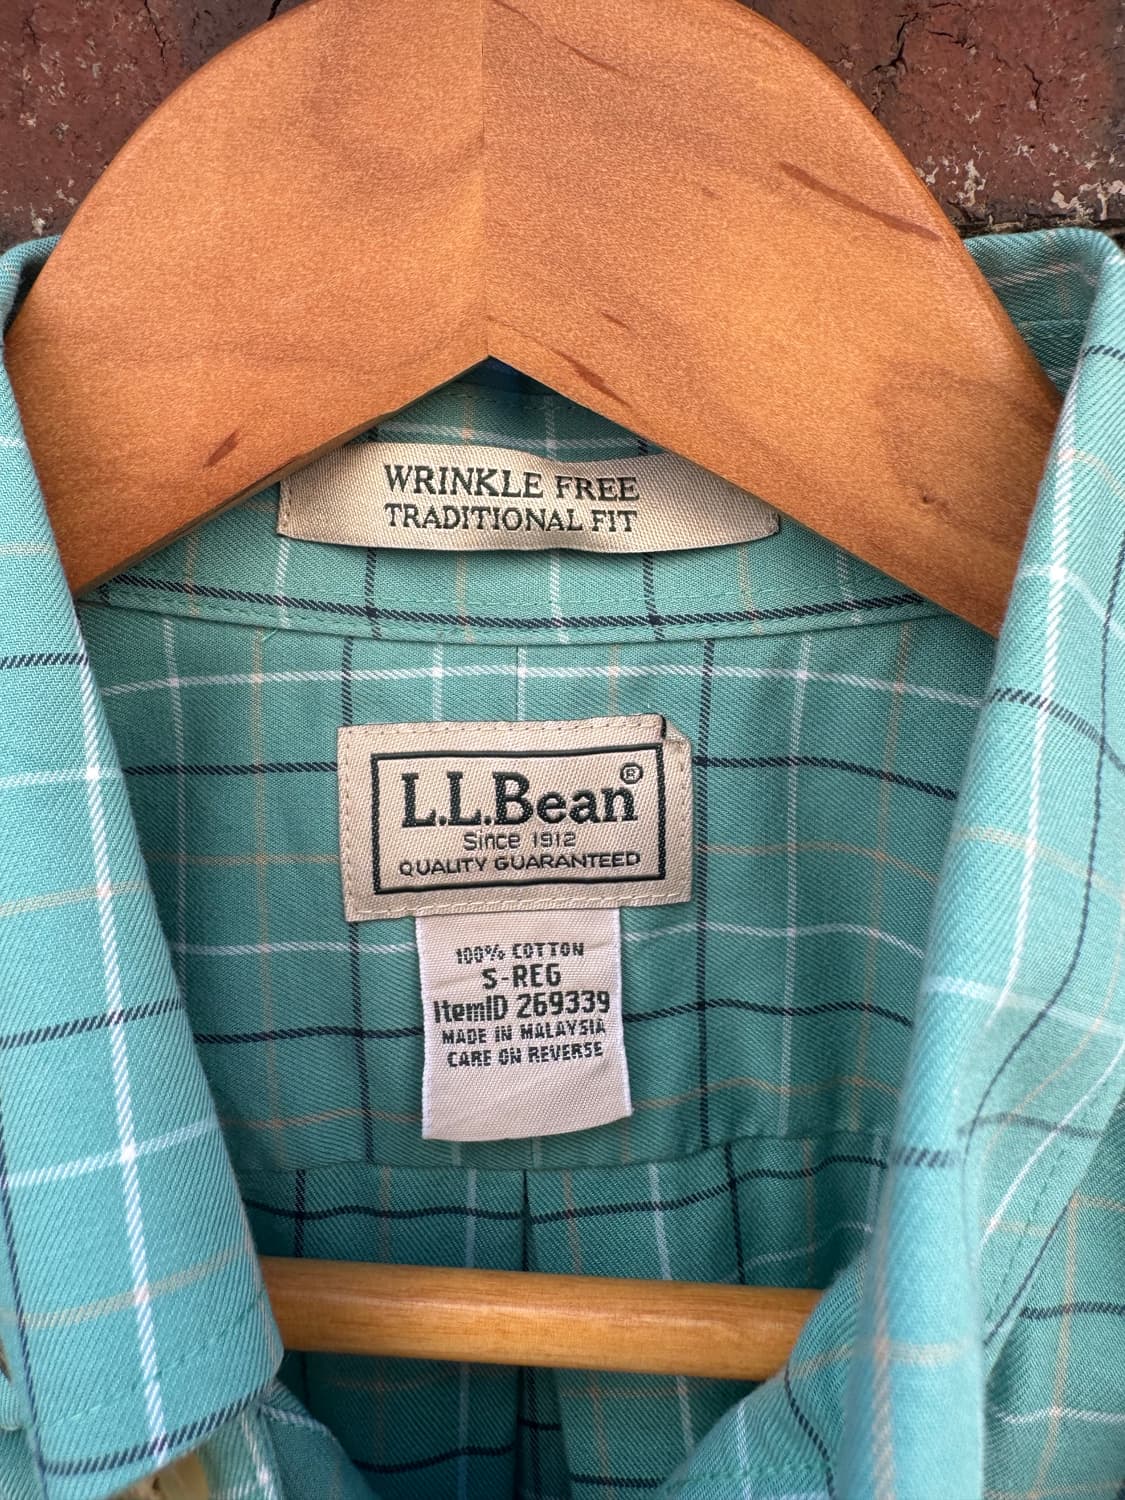 WRINKLE FREE
TRADITIONAL FIT
L.L.Bean®
Since 1912
QUALITY GUARANTEED
100% COTTON
S-REG
ItemID 269339
MADE IN MALAYSIA
CARE ON REVERSE